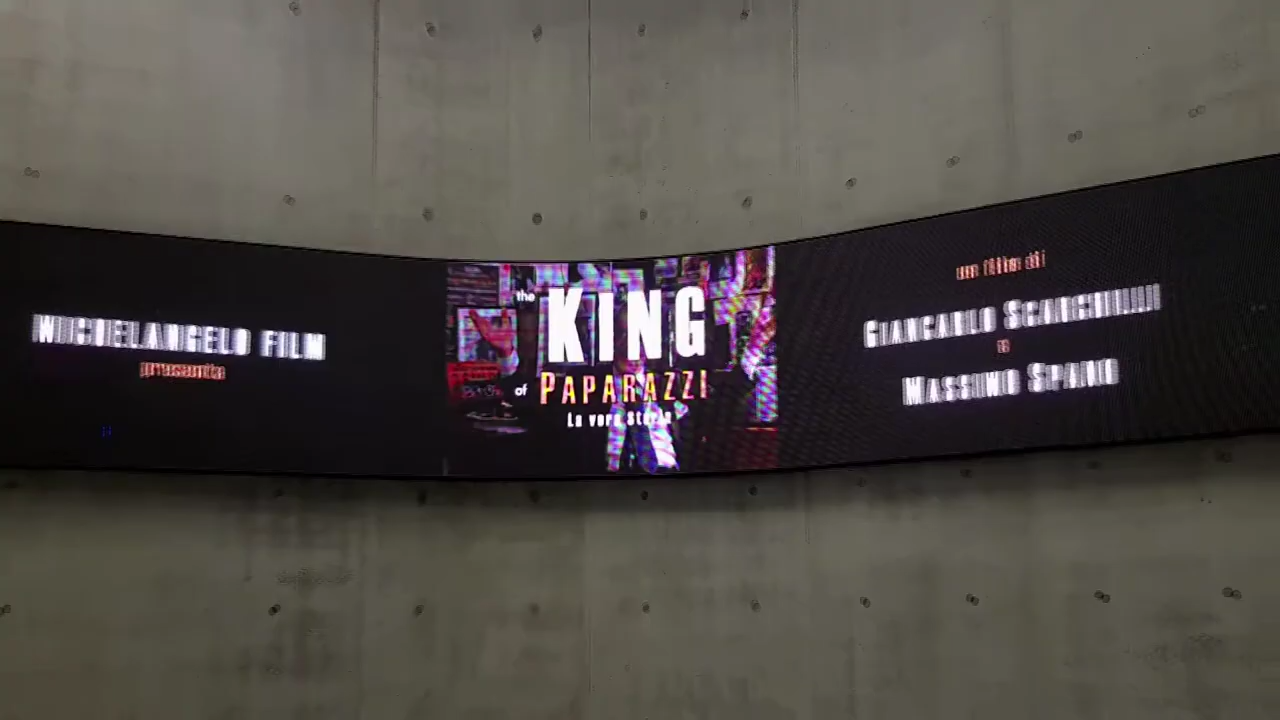 MICHELANGELO FILM
presenta
the
KING
of PAPARAZZI
La vera Storia
un film di
GIANCARLO SCARCHILLI
e
MASSIMO SPANO